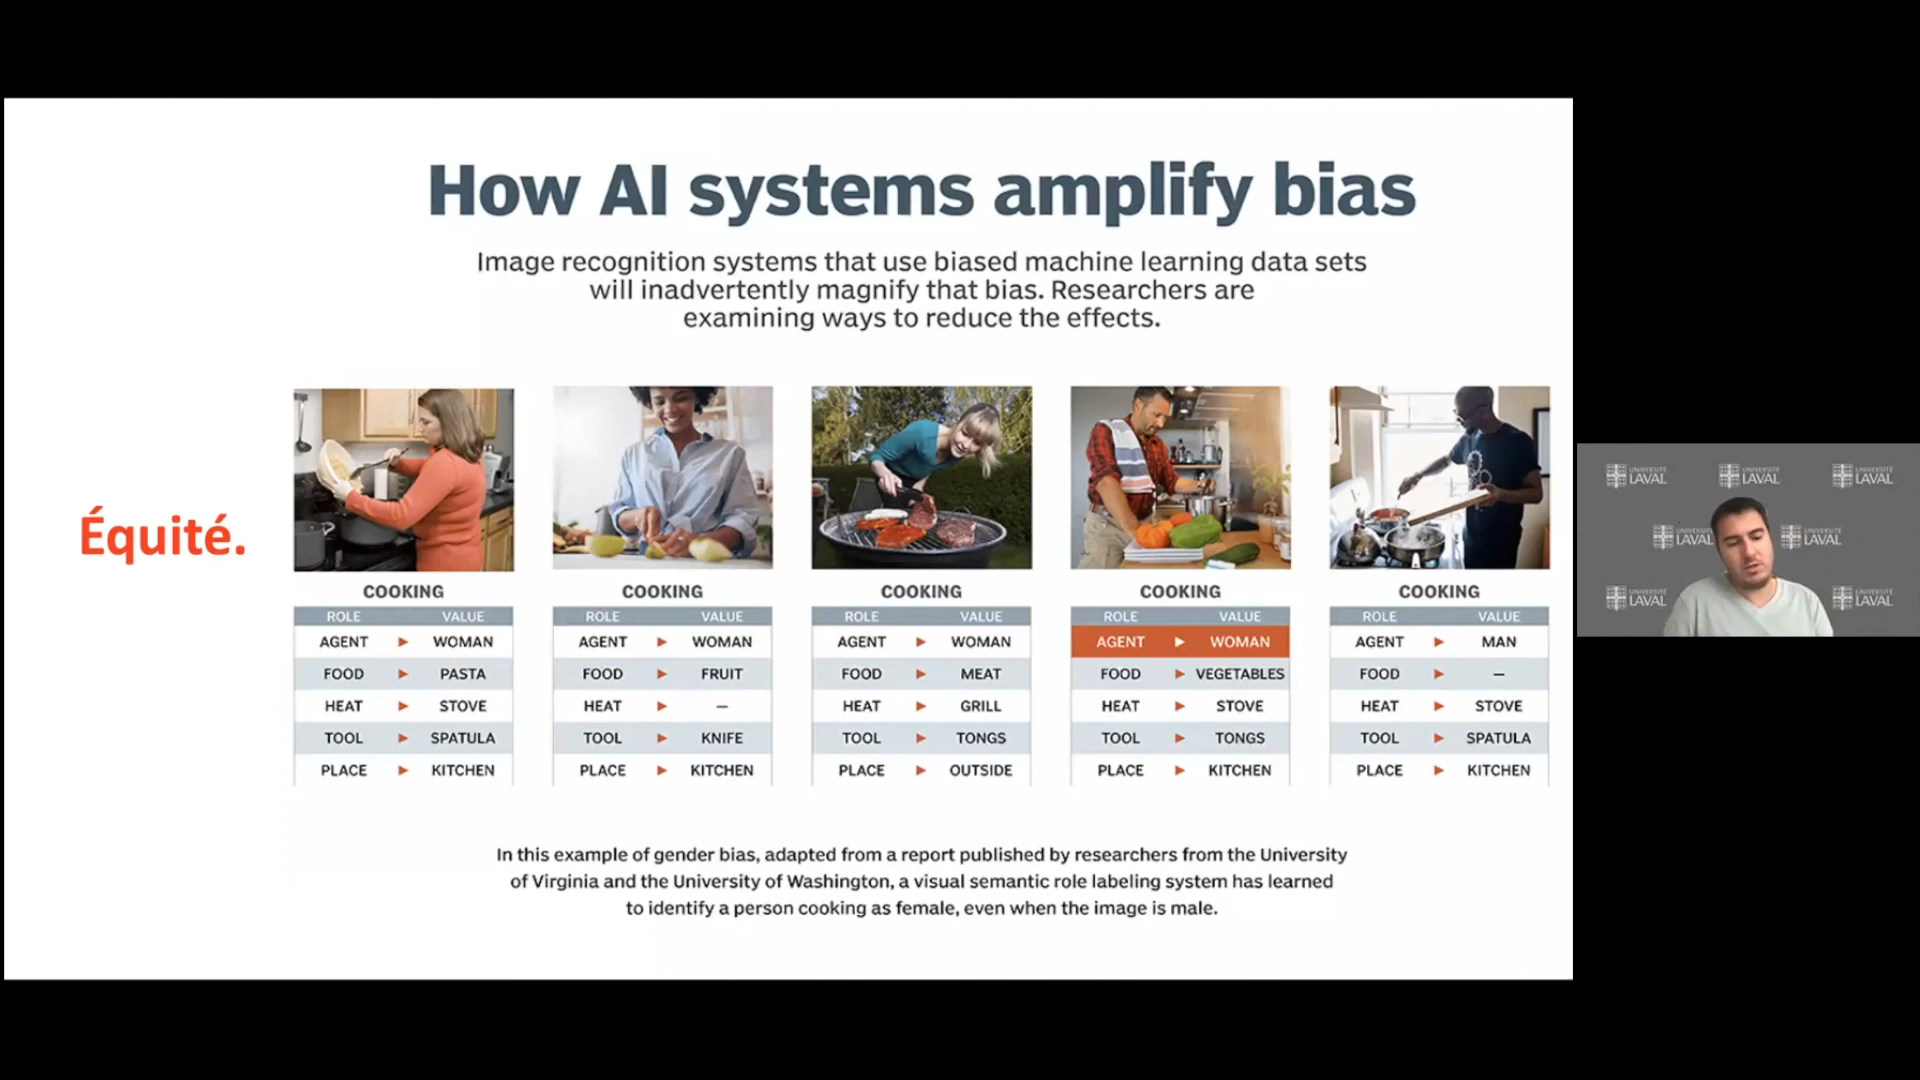 How AI systems amplify bias
Image recognition systems that use biased machine learning data sets
will inadvertently magnify that bias. Researchers are
examining ways to reduce the effects.
Équité.
COOKING
ROLE VALUE
AGENT ▶ WOMAN
FOOD ▶ PASTA
HEAT ▶ STOVE
TOOL ▶ SPATULA
PLACE ▶ KITCHEN
COOKING
ROLE VALUE
AGENT ▶ WOMAN
FOOD ▶ FRUIT
HEAT ▶ –
TOOL ▶ KNIFE
PLACE ▶ KITCHEN
COOKING
ROLE VALUE
AGENT ▶ WOMAN
FOOD ▶ MEAT
HEAT ▶ GRILL
TOOL ▶ TONGS
PLACE ▶ OUTSIDE
COOKING
ROLE VALUE
AGENT ▶ WOMAN
FOOD ▶ VEGETABLES
HEAT ▶ STOVE
TOOL ▶ TONGS
PLACE ▶ KITCHEN
COOKING
ROLE VALUE
AGENT ▶ MAN
FOOD ▶ –
HEAT ▶ STOVE
TOOL ▶ SPATULA
PLACE ▶ KITCHEN
In this example of gender bias, adapted from a report published by researchers from the University
of Virginia and the University of Washington, a visual semantic role labeling system has learned
to identify a person cooking as female, even when the image is male.
UNIVERSITÉ
LAVAL
UNIVERSITÉ
LAVAL
UNIVERSITÉ
LAVAL
UNIVERSITÉ
LAVAL
UNIVERSITÉ
LAVAL
UNIVERSITÉ
LAVAL
UNIVERSITÉ
LAVAL